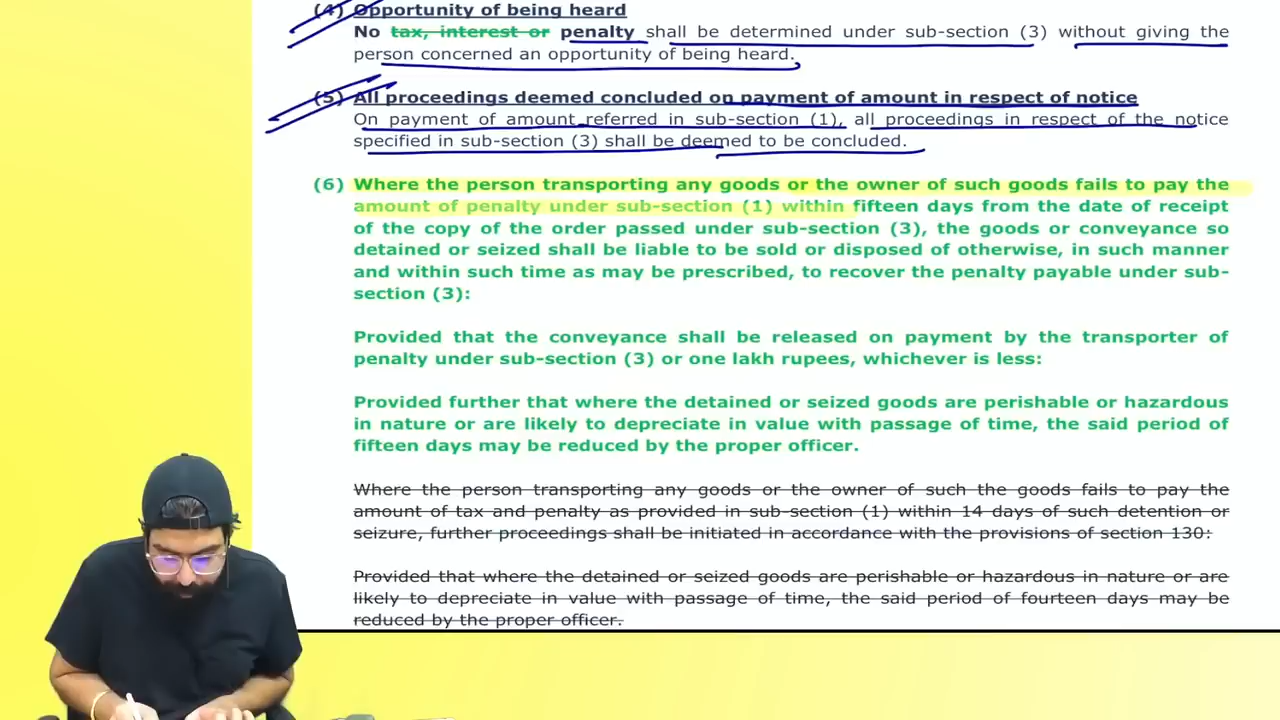 (4) Opportunity of being heard
No tax, interest or penalty shall be determined under sub-section (3) without giving the
person concerned an opportunity of being heard.
(5) All proceedings deemed concluded on payment of amount in respect of notice
On payment of amount referred in sub-section (1), all proceedings in respect of the notice
specified in sub-section (3) shall be deemed to be concluded.
(6) Where the person transporting any goods or the owner of such goods fails to pay the
amount of penalty under sub-section (1) within fifteen days from the date of receipt
of the copy of the order passed under sub-section (3), the goods or conveyance so
detained or seized shall be liable to be sold or disposed of otherwise, in such manner
and within such time as may be prescribed, to recover the penalty payable under sub-
section (3):
Provided that the conveyance shall be released on payment by the transporter of
penalty under sub-section (3) or one lakh rupees, whichever is less:
Provided further that where the detained or seized goods are perishable or hazardous
in nature or are likely to depreciate in value with passage of time, the said period of
fifteen days may be reduced by the proper officer.
Where the person transporting any goods or the owner of such the goods fails to pay the
amount of tax and penalty as provided in sub-section (1) within 14 days of such detention or
seizure, further proceedings shall be initiated in accordance with the provisions of section 130:
Provided that where the detained or seized goods are perishable or hazardous in nature or are
likely to depreciate in value with passage of time, the said period of fourteen days may be
reduced by the proper officer.